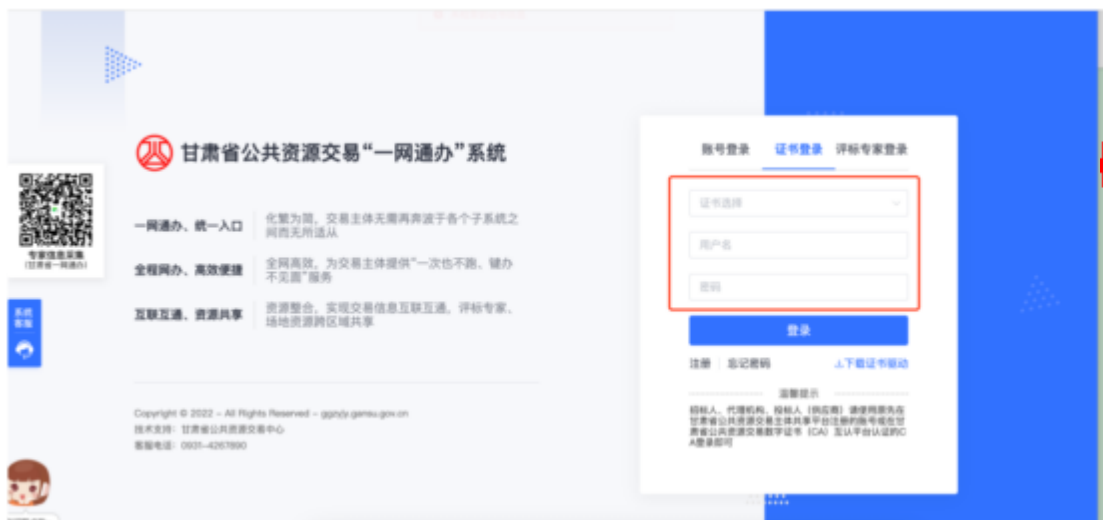 甘肃省公共资源交易“一网通办”系统
一网通办、统一入口
化繁为简，交易主体无需再奔波于各个子系统之
间而无所适从
全程网办、高效便捷
全网高效，为交易主体提供“一次也不跑、键办
不见面”服务
互联互通、资源共享
资源整合，实现交易信息互联互通，评标专家、
场地资源跨区域共享
Copyright © 2022 - All Rights Reserved - ggzyjy.gansu.gov.cn
技术支持：甘肃省公共资源交易中心
客服电话：0931-4267890
专家信息采集
(甘肃省一网通办)
系统
客服
账号登录 证书登录 评标专家登录
证书选择
用户名
密码
登录
注册 忘记密码
下载证书驱动
温馨提示
招标人、代理机构、投标人（供应商）请使用原先在
甘肃省公共资源交易主体共享平台注册的账号或在甘
肃省公共资源交易数字证书（CA）互认平台认证的C
A登录即可